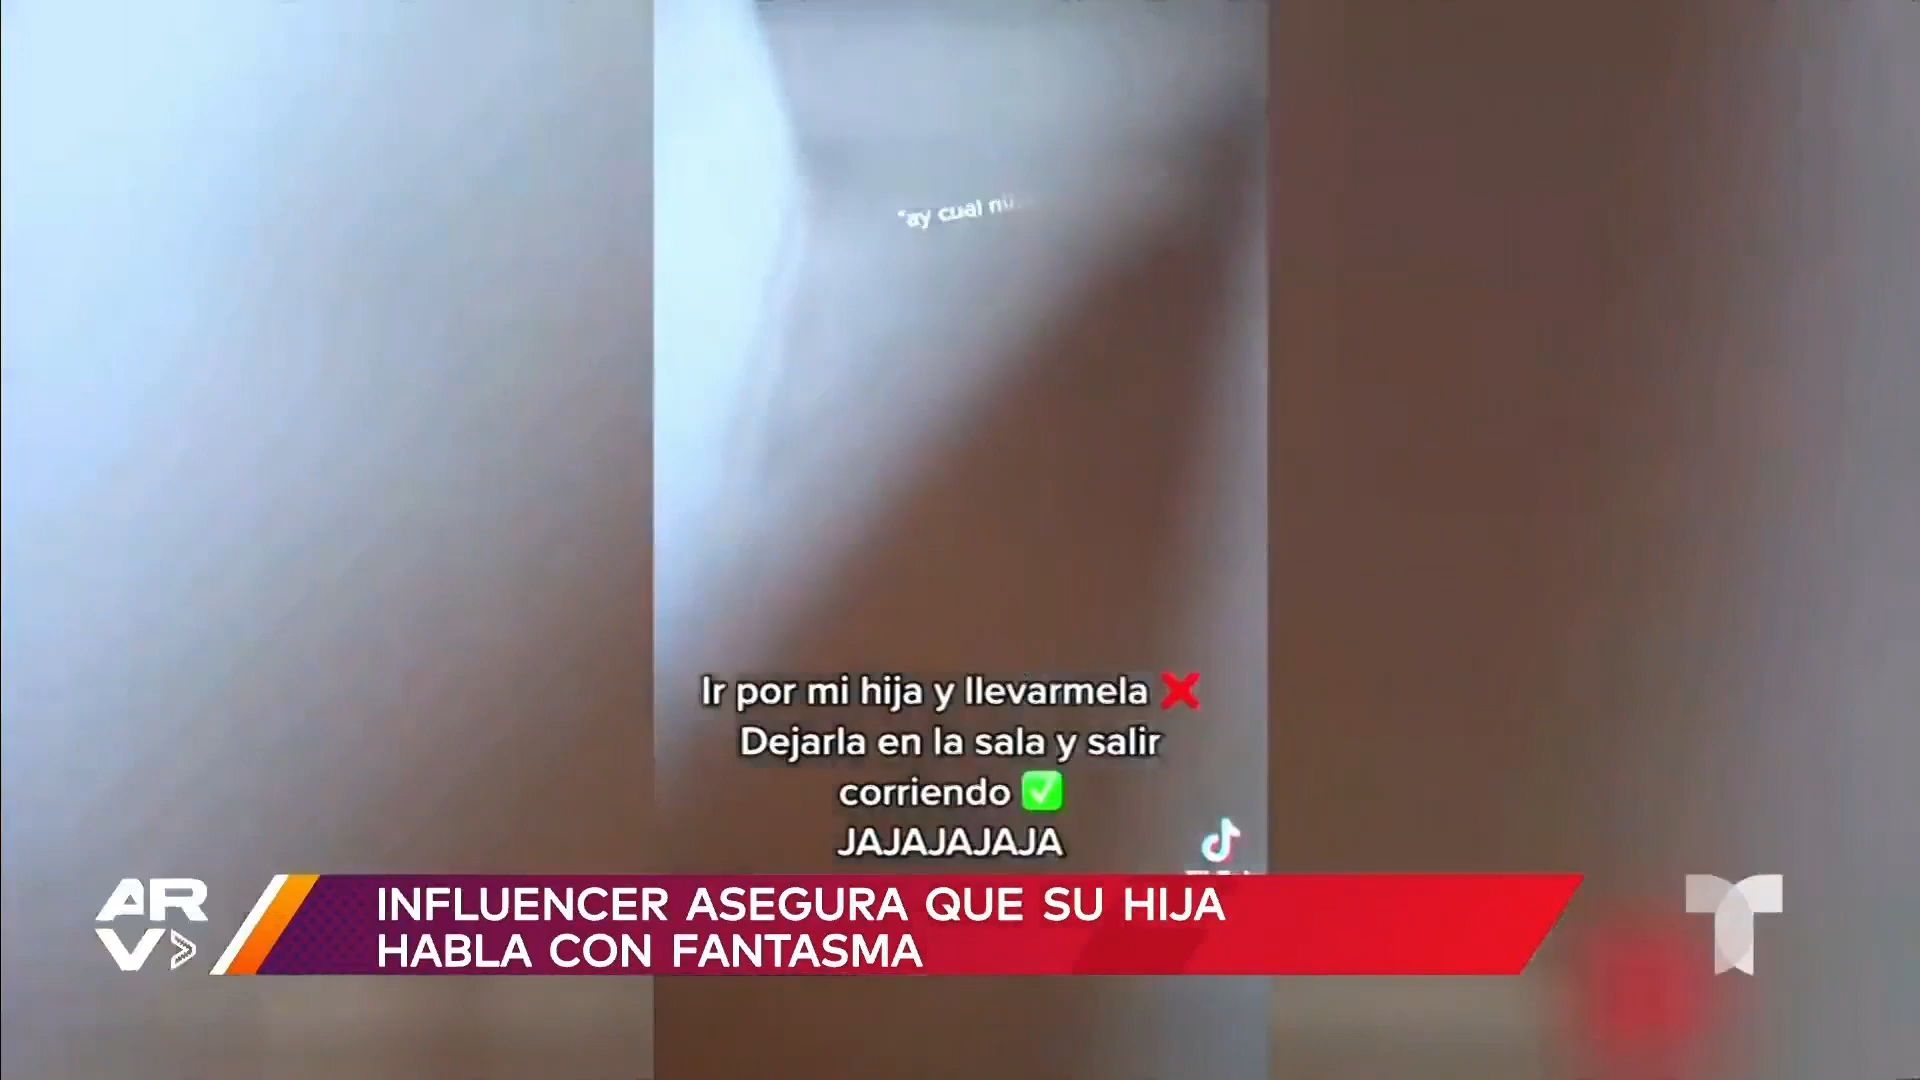 "ay cual
Ir por mi hija y llevarmela ❌
Dejarla en la sala y salir
corriendo ✅
JAJAJAJAJA
INFLUENCER ASEGURA QUE SU HIJA
HABLA CON FANTASMA
ARV